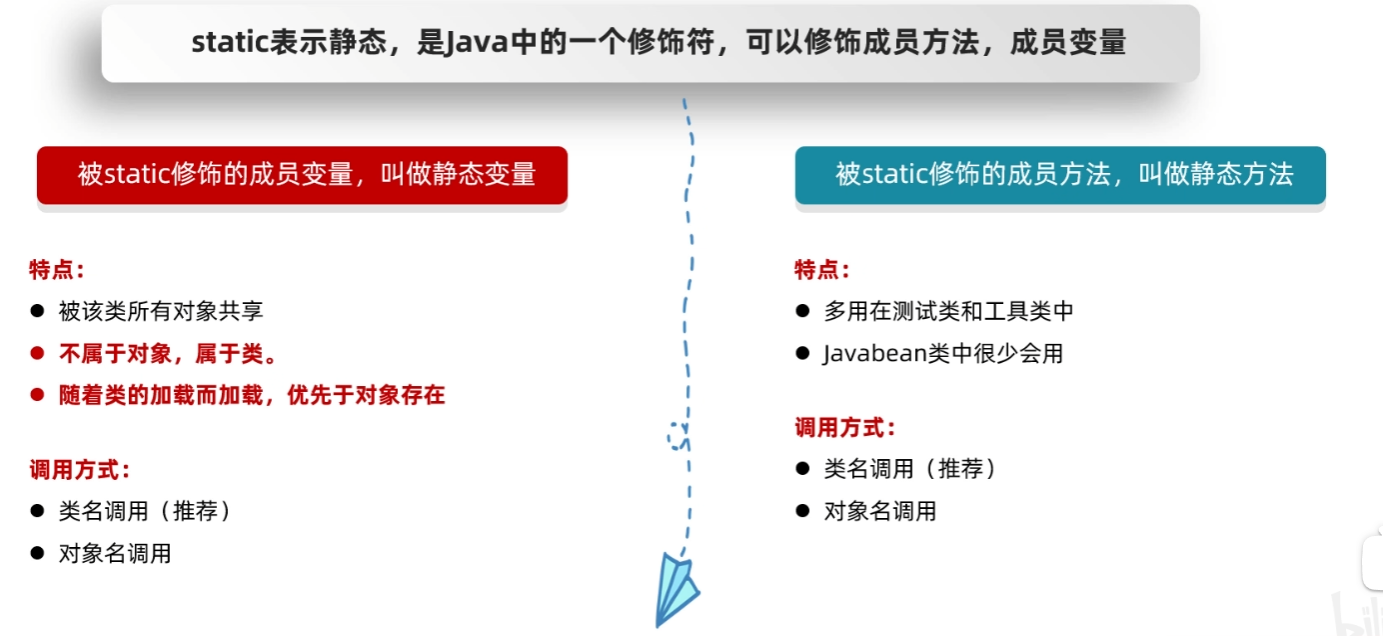 static表示静态，是Java中的一个修饰符，可以修饰成员方法，成员变量
被static修饰的成员变量，叫做静态变量
特点：
被该类所有对象共享
不属于对象，属于类。
随着类的加载而加载，优先于对象存在
调用方式：
类名调用（推荐）
对象名调用
被static修饰的成员方法，叫做静态方法
特点：
多用在测试类和工具类中
Javabean类中很少会用
调用方式：
类名调用（推荐）
对象名调用